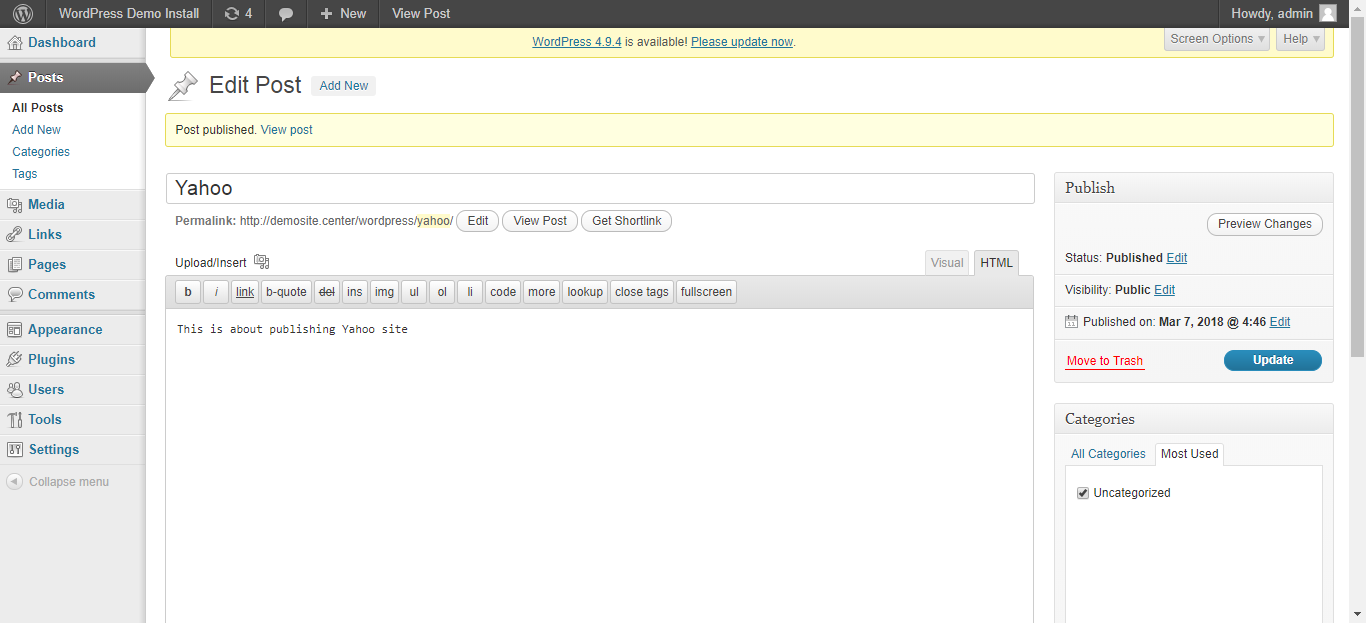 WordPress Demo Install 4 + New View Post Howdy, admin
WordPress 4.9.4 is available! Please update now.
Screen Options Help
Dashboard
Posts
All Posts
Add New
Categories
Tags
Media
Links
Pages
Comments
Appearance
Plugins
Users
Tools
Settings
Collapse menu
Edit Post Add New
Post published. View post
Yahoo
Permalink: http://demosite.center/wordpress/yahoo/ Edit View Post Get Shortlink
Upload/Insert Visual HTML
b i link b-quote del ins img ul ol li code more lookup close tags fullscreen
This is about publishing Yahoo site
Publish
Preview Changes
Status: Published Edit
Visibility: Public Edit
Published on: Mar 7, 2018 @ 4:46 Edit
Move to Trash Update
Categories
All Categories Most Used
Uncategorized